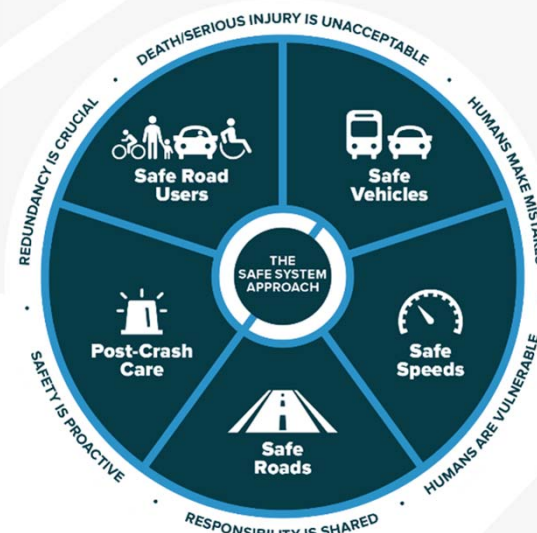 DEATH/SERIOUS INJURY IS UNACCEPTABLE
HUMANS MAKE MISTAKES
HUMANS ARE VULNERABLE
RESPONSIBILITY IS SHARED
SAFETY IS PROACTIVE
REDUNDANCY IS CRUCIAL
Safe Road
Users
Safe
Vehicles
THE
SAFE SYSTEM
APPROACH
Post-Crash
Care
Safe
Speeds
Safe
Roads